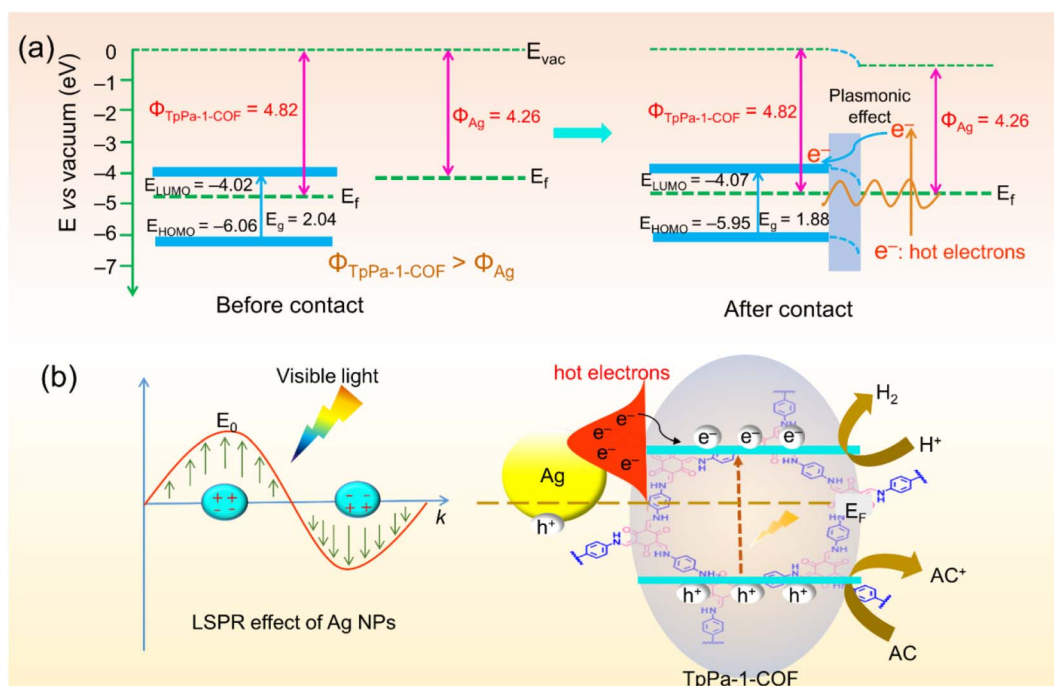 (a)
E vs vacuum (eV)
0
–1
–2
–3
–4
–5
–6
–7
E_vac
Φ_TpPa-1-COF = 4.82
Φ_Ag = 4.26
E_LUMO = –4.02
E_f
E_f
E_HOMO = –6.06
E_g = 2.04
Φ_TpPa-1-COF > Φ_Ag
Before contact
Φ_TpPa-1-COF = 4.82
Plasmonic
effect
e⁻
e⁻
Φ_Ag = 4.26
E_LUMO = –4.07
E_f
E_HOMO = –5.95
E_g = 1.88
e⁻: hot electrons
After contact
(b)
Visible light
E₀
+ +
+ +
- -
- -
- -
+ +
k
LSPR effect of Ag NPs
hot electrons
e⁻
e⁻
e⁻
e⁻
e⁻
Ag
h⁺
e⁻ e⁻ e⁻
H₂
H⁺
E_F
h⁺ h⁺ h⁺
AC⁺
AC
TpPa-1-COF